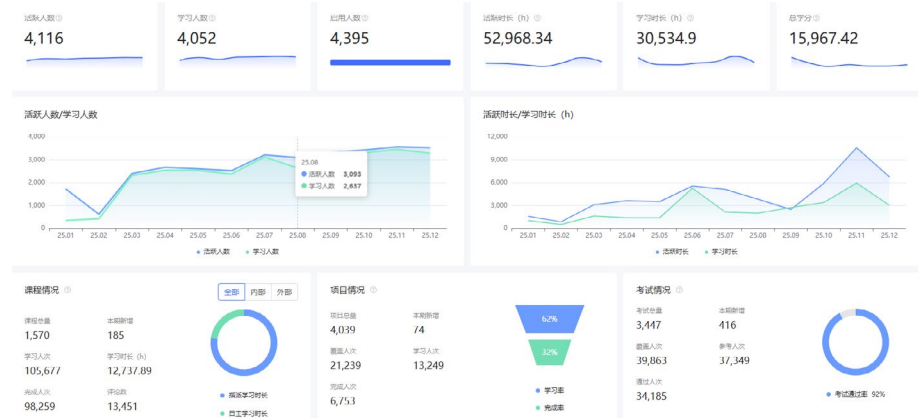 活跃人数
学习人数
启用人数
活跃时长（h）
学习时长（h）
总学分
4,116
4,052
4,395
52,968.34
30,534.9
15,967.42
活跃人数/学习人数
4,000
3,000
2,000
1,000
0
25.01 25.02 25.03 25.04 25.05 25.06 25.07 25.08 25.09 25.10 25.11 25.12
25.08
活跃人数 3,093
学习人数 2,637
活跃人数 学习人数
活跃时长/学习时长（h）
12,000
9,000
6,000
3,000
0
25.01 25.02 25.03 25.04 25.05 25.06 25.07 25.08 25.09 25.10 25.11 25.12
活跃时长 学习时长
课程情况
全部 内部 外部
课程总量 本期新增
1,570 185
学习人次 学习时长（h）
105,677 12,737.89
完成人次 评论数
98,259 13,451
指派学习时长
自主学习时长
项目情况
项目总量 本期新增
4,039 74
覆盖人次 学习人次
21,239 13,249
完成人次
6,753
62%
32%
学习率
完成率
考试情况
考试总量 本期新增
3,447 416
覆盖人次 参考人次
39,863 37,349
通过人次
34,185
考试通过率 92%